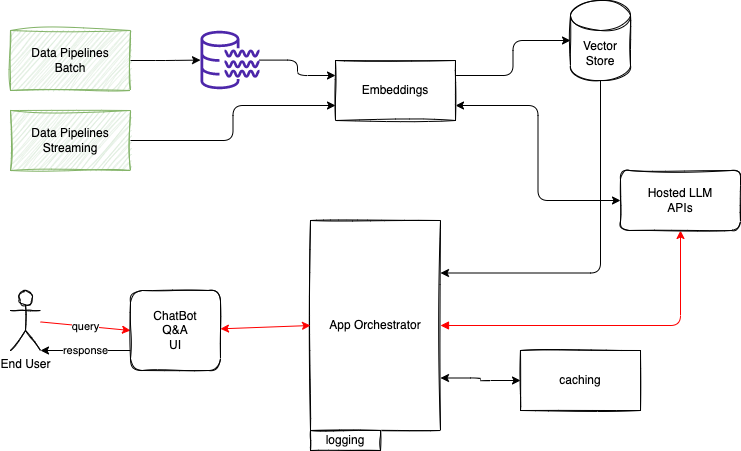 Data Pipelines
Batch
Data Pipelines
Streaming
Embeddings
Vector
Store
Hosted LLM
APIs
End User
query
response
ChatBot
Q&A
UI
App Orchestrator
logging
caching